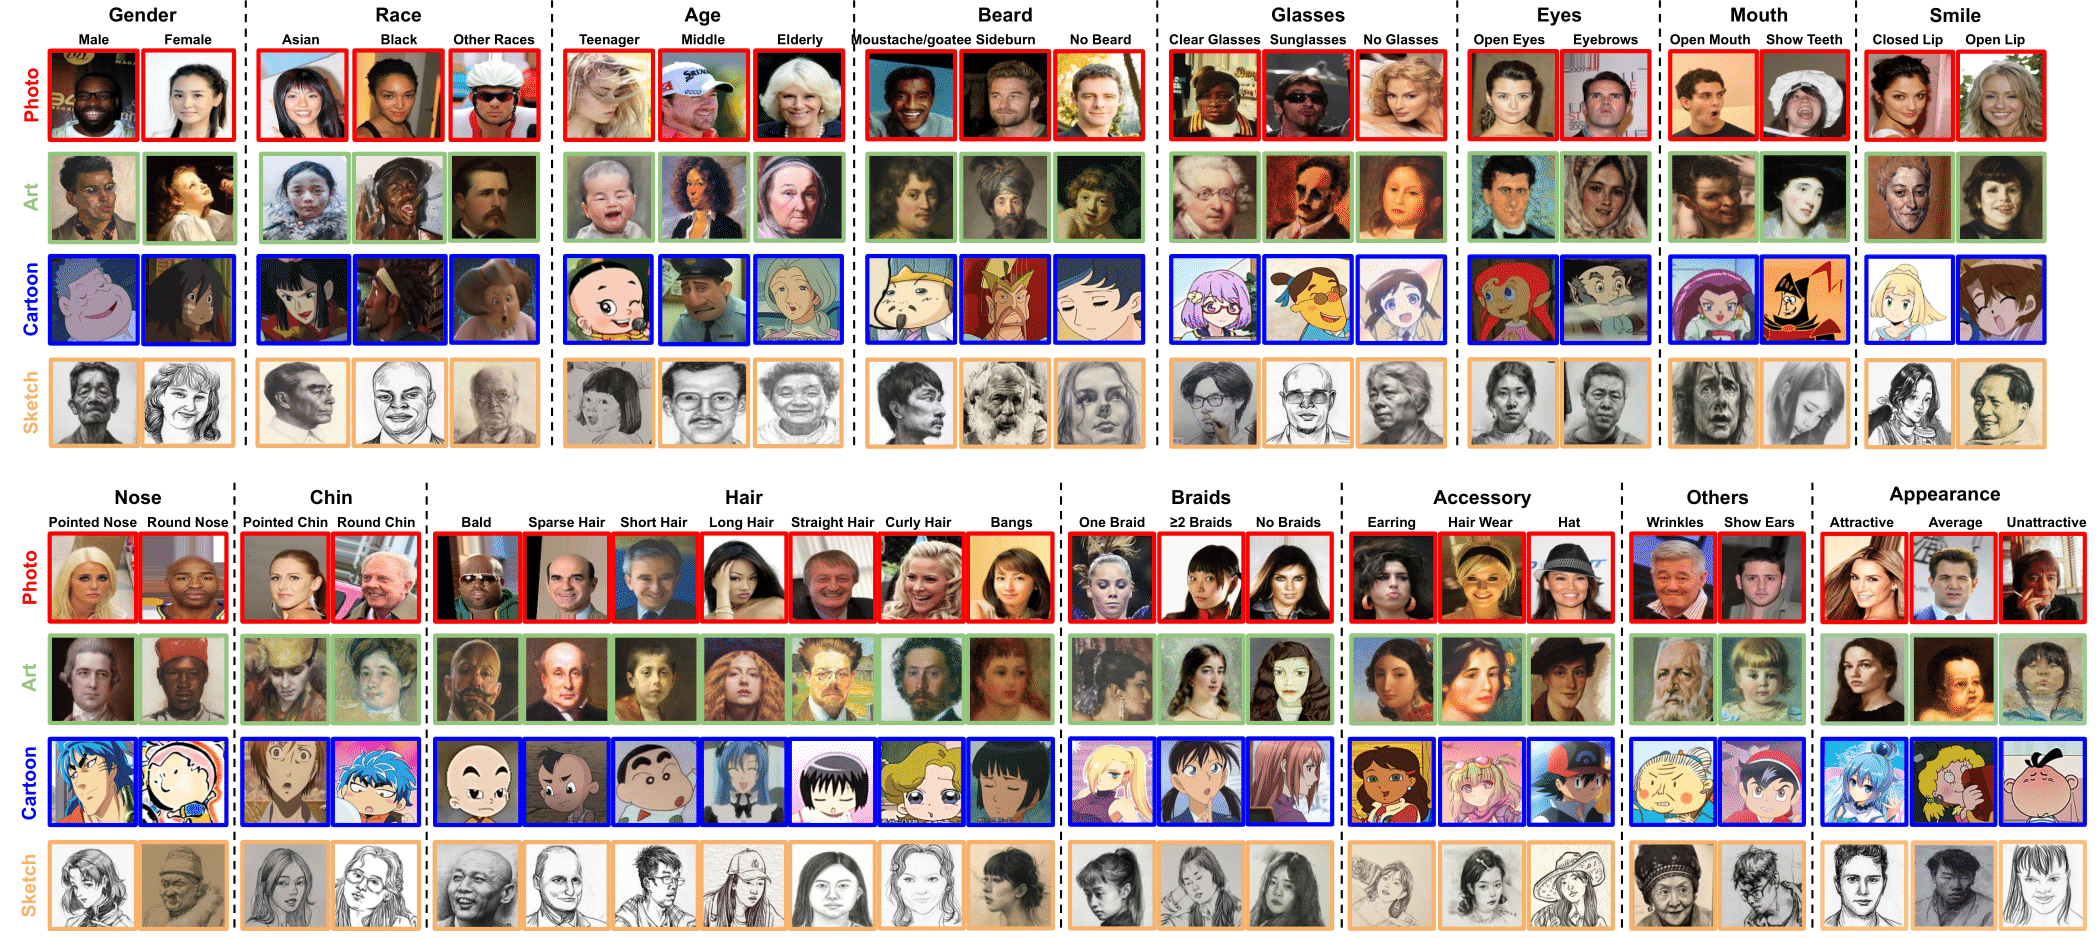 Gender Race Age Beard Glasses Eyes Mouth Smile
Male Female Asian Black Other Races Teenager Middle Elderly Moustache/goatee Sideburn No Beard Clear Glasses Sunglasses No Glasses Open Eyes Eyebrows Open Mouth Show Teeth Closed Lip Open Lip
Photo
Art
Cartoon
Sketch
Nose Chin Hair Braids Accessory Others Appearance
Pointed Nose Round Nose Pointed Chin Round Chin Bald Sparse Hair Short Hair Long Hair Straight Hair Curly Hair Bangs One Braid ≥2 Braids No Braids Earring Hair Wear Hat Wrinkles Show Ears Attractive Average Unattractive
Photo
Art
Cartoon
Sketch